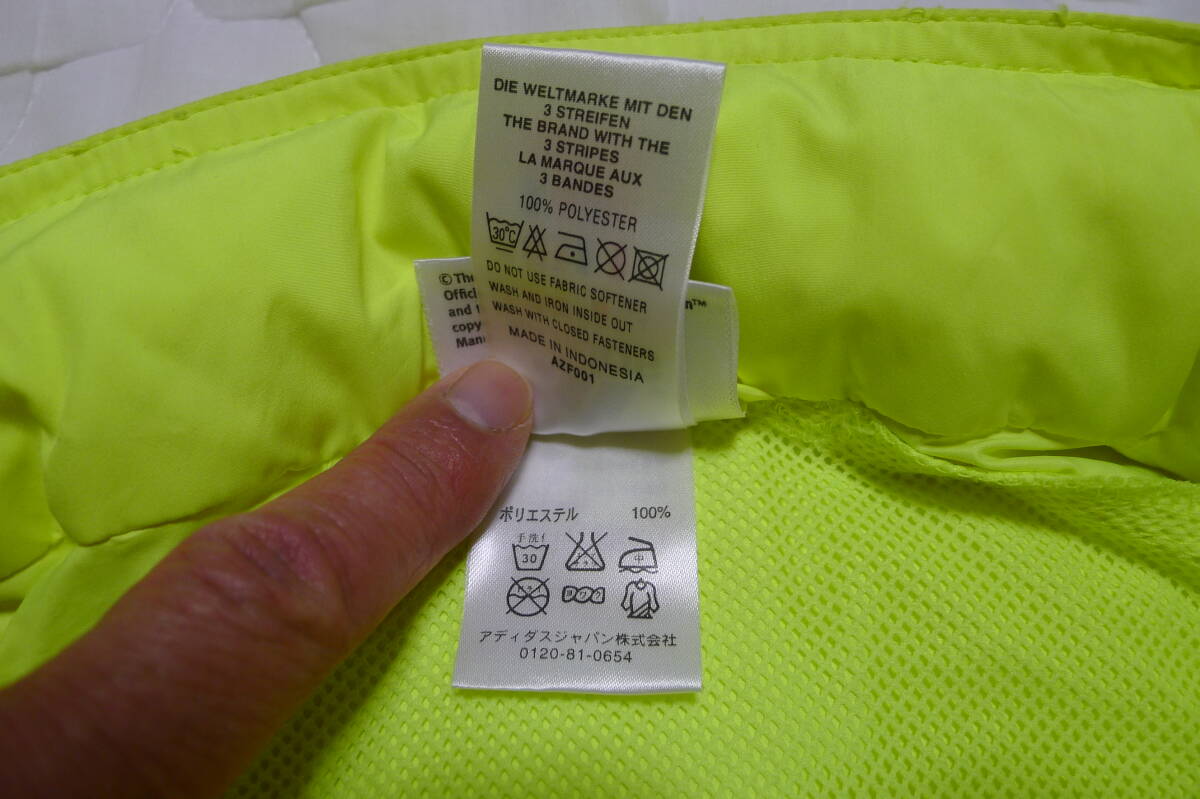 DIE WELTMARKE MIT DEN
3 STREIFEN
THE BRAND WITH THE
3 STRIPES
LA MARQUE AUX
3 BANDES
100% POLYESTER
30°C
DO NOT USE FABRIC SOFTENER
WASH AND IRON INSIDE OUT
WASH WITH CLOSED FASTENERS
MADE IN INDONESIA
AZF001
©
and
ポリエステル 100%
手洗イ
30
中
アディダスジャパン株式会社
0120-81-0654